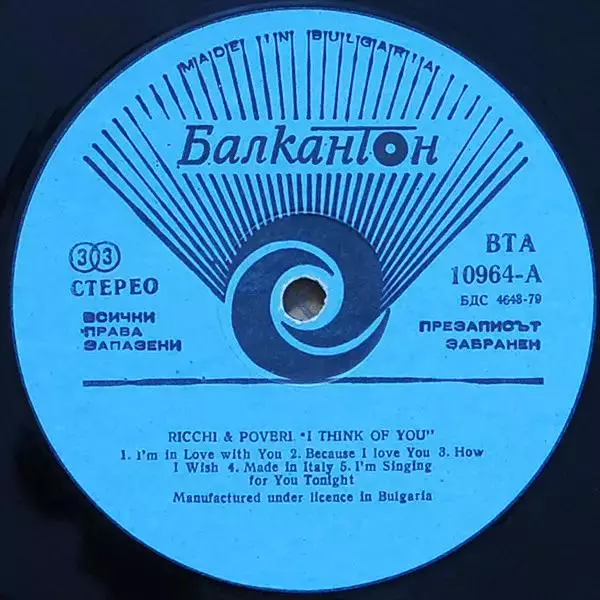 MADE IN BULGARIA
Балкантон
33
СТЕРЕО
ВСИЧКИ
ПРАВА
ЗАПАЗЕНИ
ВТА
10964-А
БДС 4648-79
ПРЕЗАПИСЪТ
ЗАБРАНЕН
RICCHI & POVERI "I THINK OF YOU"
1. I'm in Love with You 2. Because I love You 3. How
I Wish 4. Made in Italy 5. I'm Singing
for You Tonight
Manufactured under licence in Bulgaria